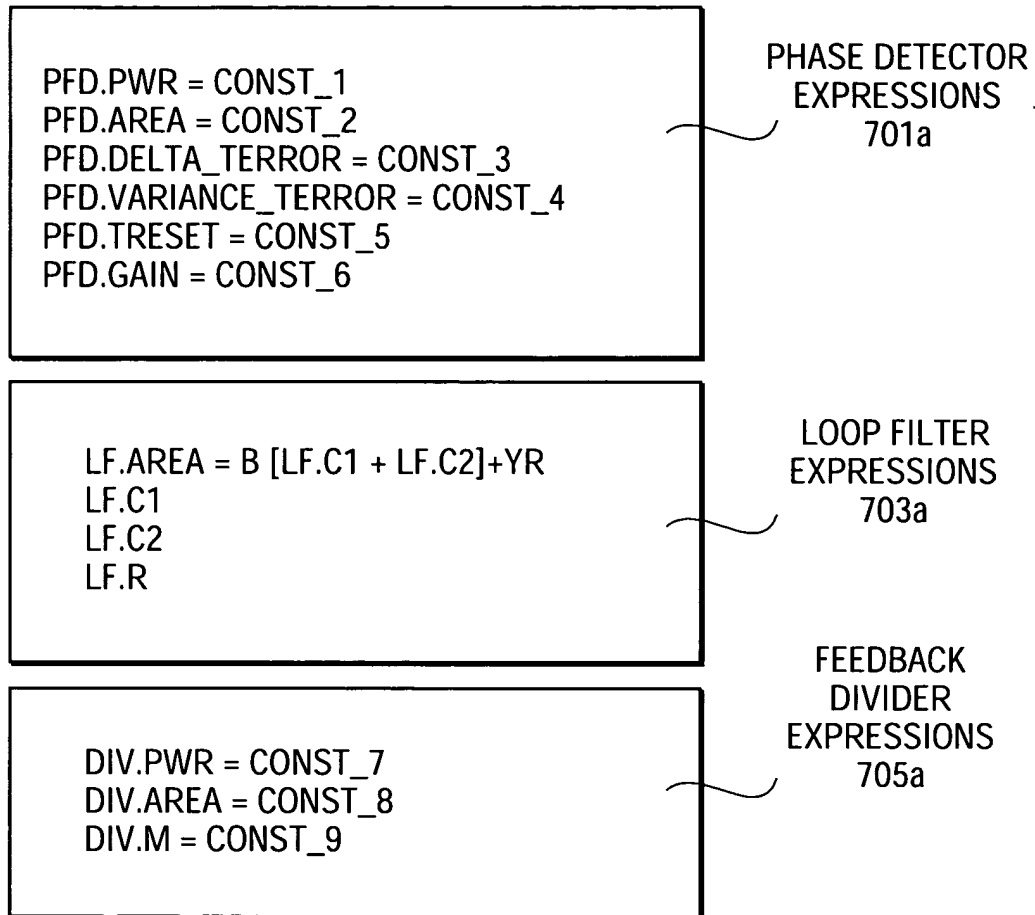 PFD.PWR = CONST_1
PFD.AREA = CONST_2
PFD.DELTA_TERROR = CONST_3
PFD.VARIANCE_TERROR = CONST_4
PFD.TRESET = CONST_5
PFD.GAIN = CONST_6
PHASE DETECTOR
EXPRESSIONS
701a
LF.AREA = B [LF.C1 + LF.C2]+YR
LF.C1
LF.C2
LF.R
LOOP FILTER
EXPRESSIONS
703a
DIV.PWR = CONST_7
DIV.AREA = CONST_8
DIV.M = CONST_9
FEEDBACK
DIVIDER
EXPRESSIONS
705a